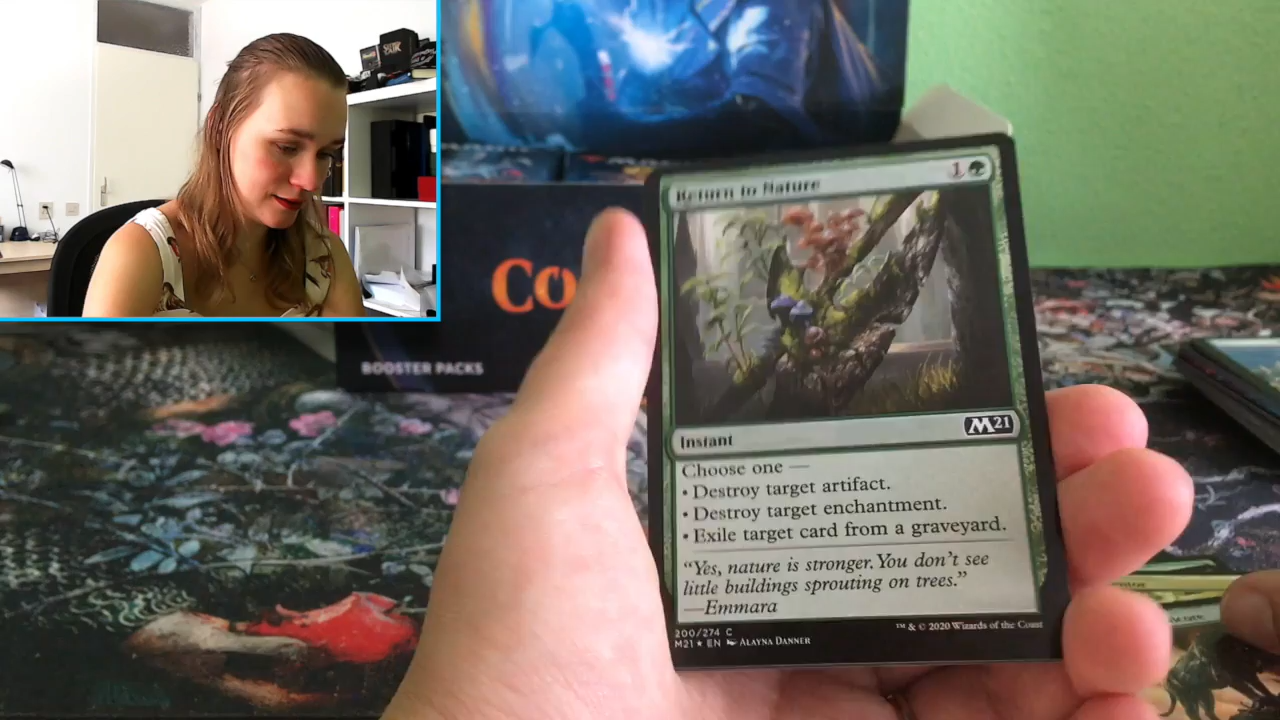 Return to Nature 1
Co
BOOSTER PACKS
Instant M21
Choose one —
• Destroy target artifact.
• Destroy target enchantment.
• Exile target card from a graveyard.
“Yes, nature is stronger. You don’t see
little buildings sprouting on trees.”
—Emmara
200/274 C
M21 ★ EN ALAYNA DANNER
™ & © 2020 Wizards of the Coast